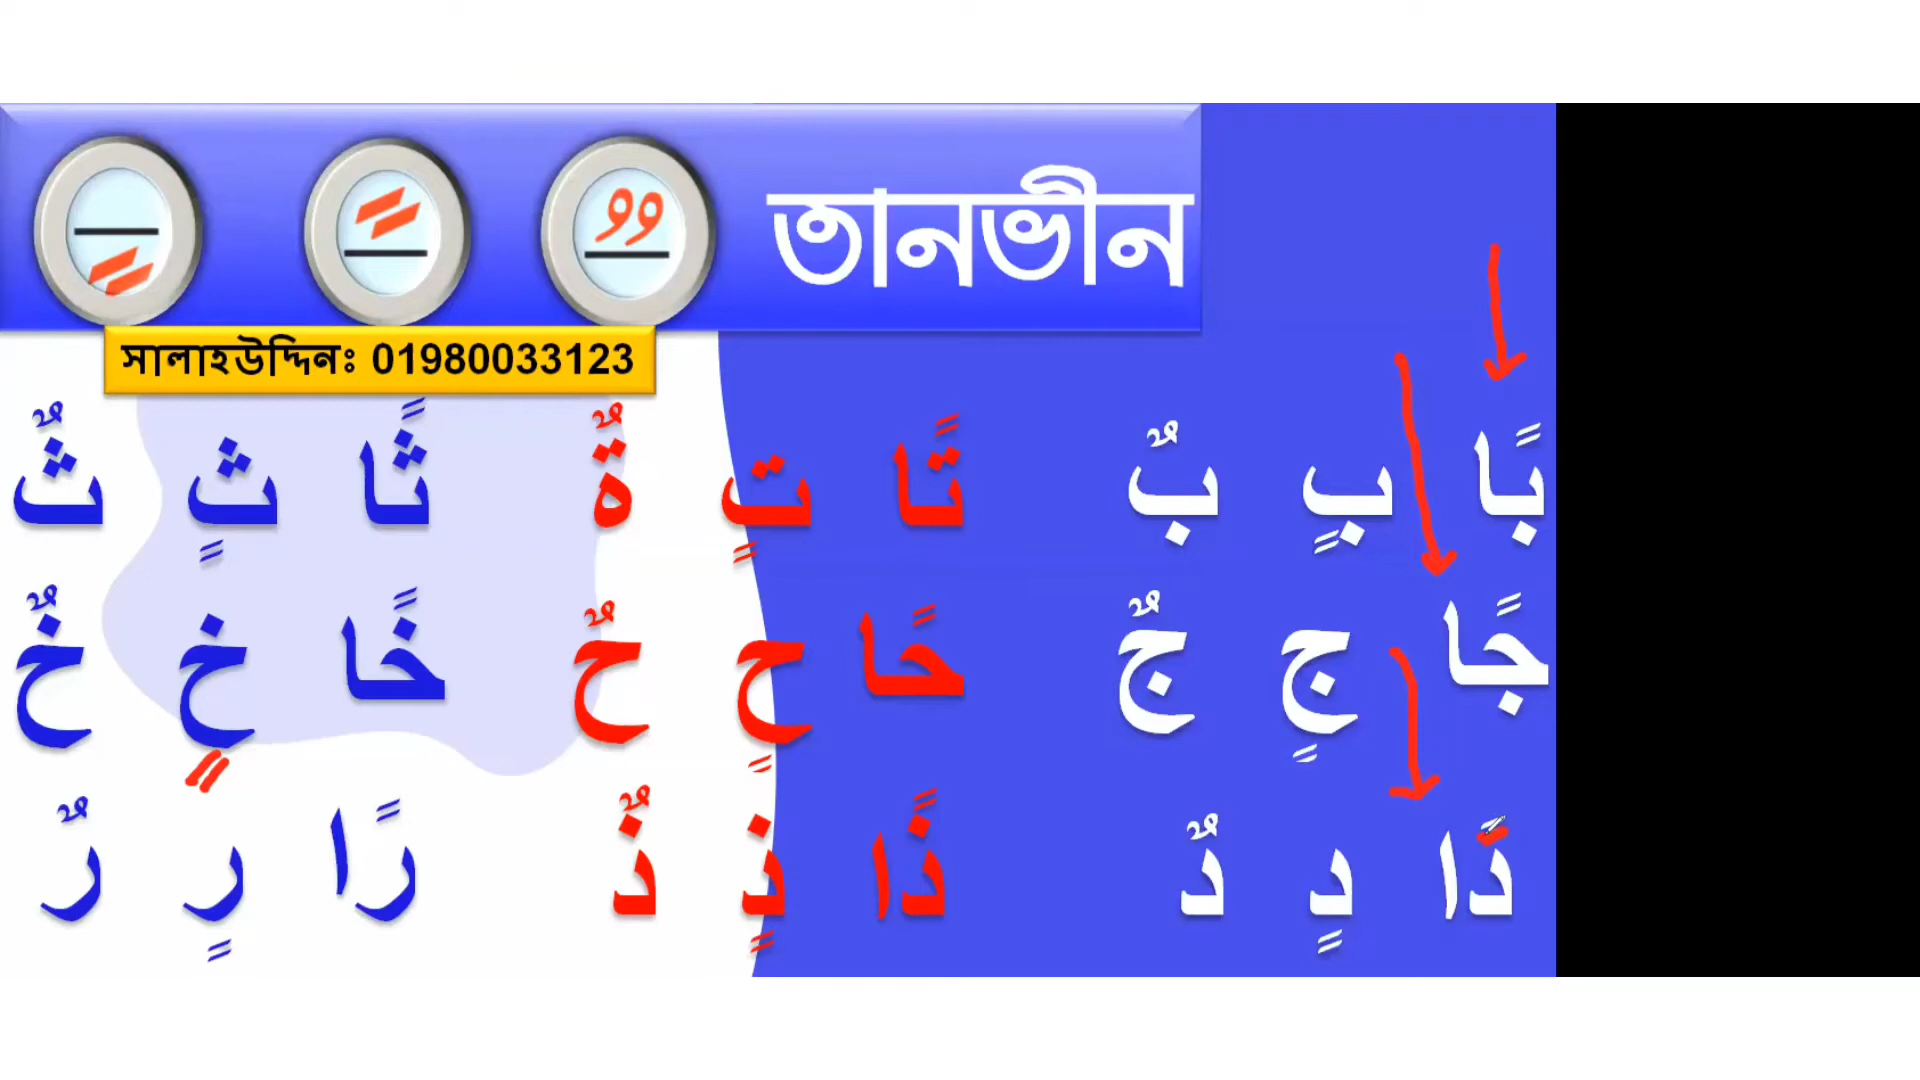 তানভীন
সালাহউদ্দিনঃ 01980033123
بًا بٍ بٌ تًا تٍ ةٌ ثًا ثٍ ثٌ
جًا جٍ جٌ حًا حٍ حٌ خًا خٍ خٌ
دًا دٍ دٌ ذًا ذٍ ذٌ رًا رٍ رٌ